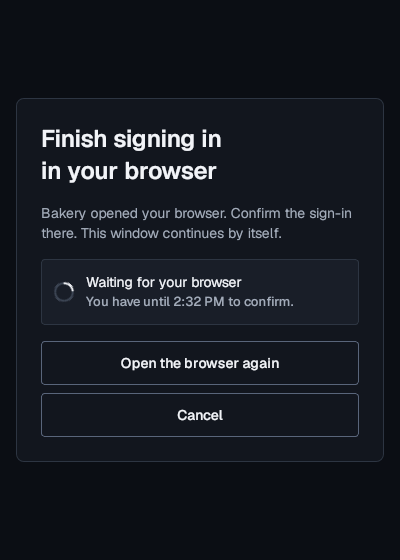 Finish signing in
in your browser
Bakery opened your browser. Confirm the sign-in
there. This window continues by itself.
Waiting for your browser
You have until 2:32 PM to confirm.
Open the browser again
Cancel